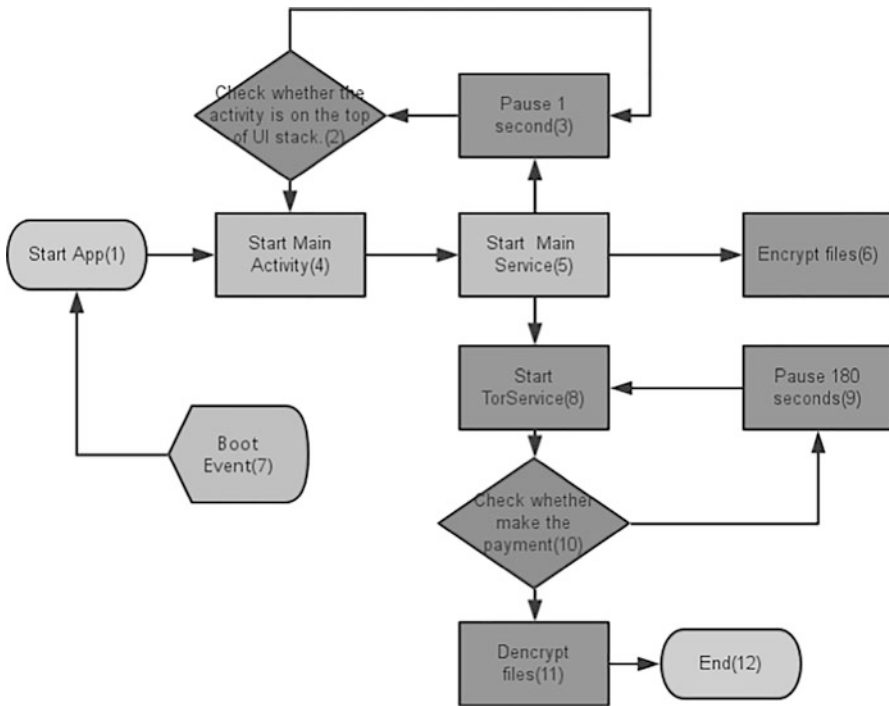 Check whether the
activity is on the top
of UI stack.(2)
Pause 1
second(3)
Start App(1)
Start Main
Activity(4)
Start Main
Service(5)
Encrypt files(6)
Start
TorService(8)
Pause 180
seconds(9)
Boot
Event(7)
Check whether
make the
payment(10)
Dencrypt
files(11)
End(12)